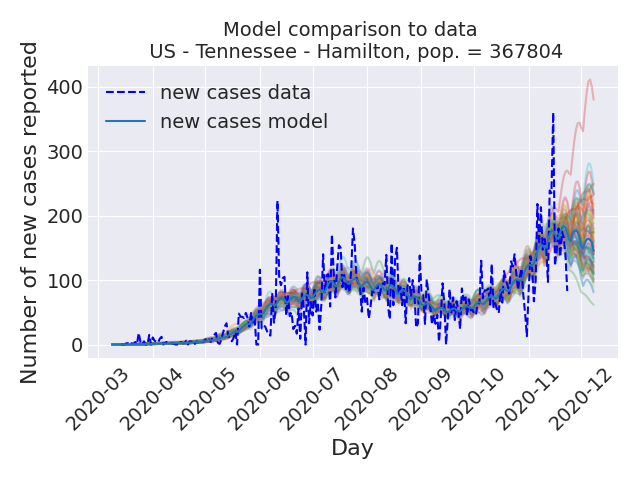 Model comparison to data
US - Tennessee - Hamilton, pop. = 367804
Number of new cases reported
400
300
200
100
0
new cases data
new cases model
2020-03
2020-04
2020-05
2020-06
2020-07
2020-08
2020-09
2020-10
2020-11
2020-12
Day